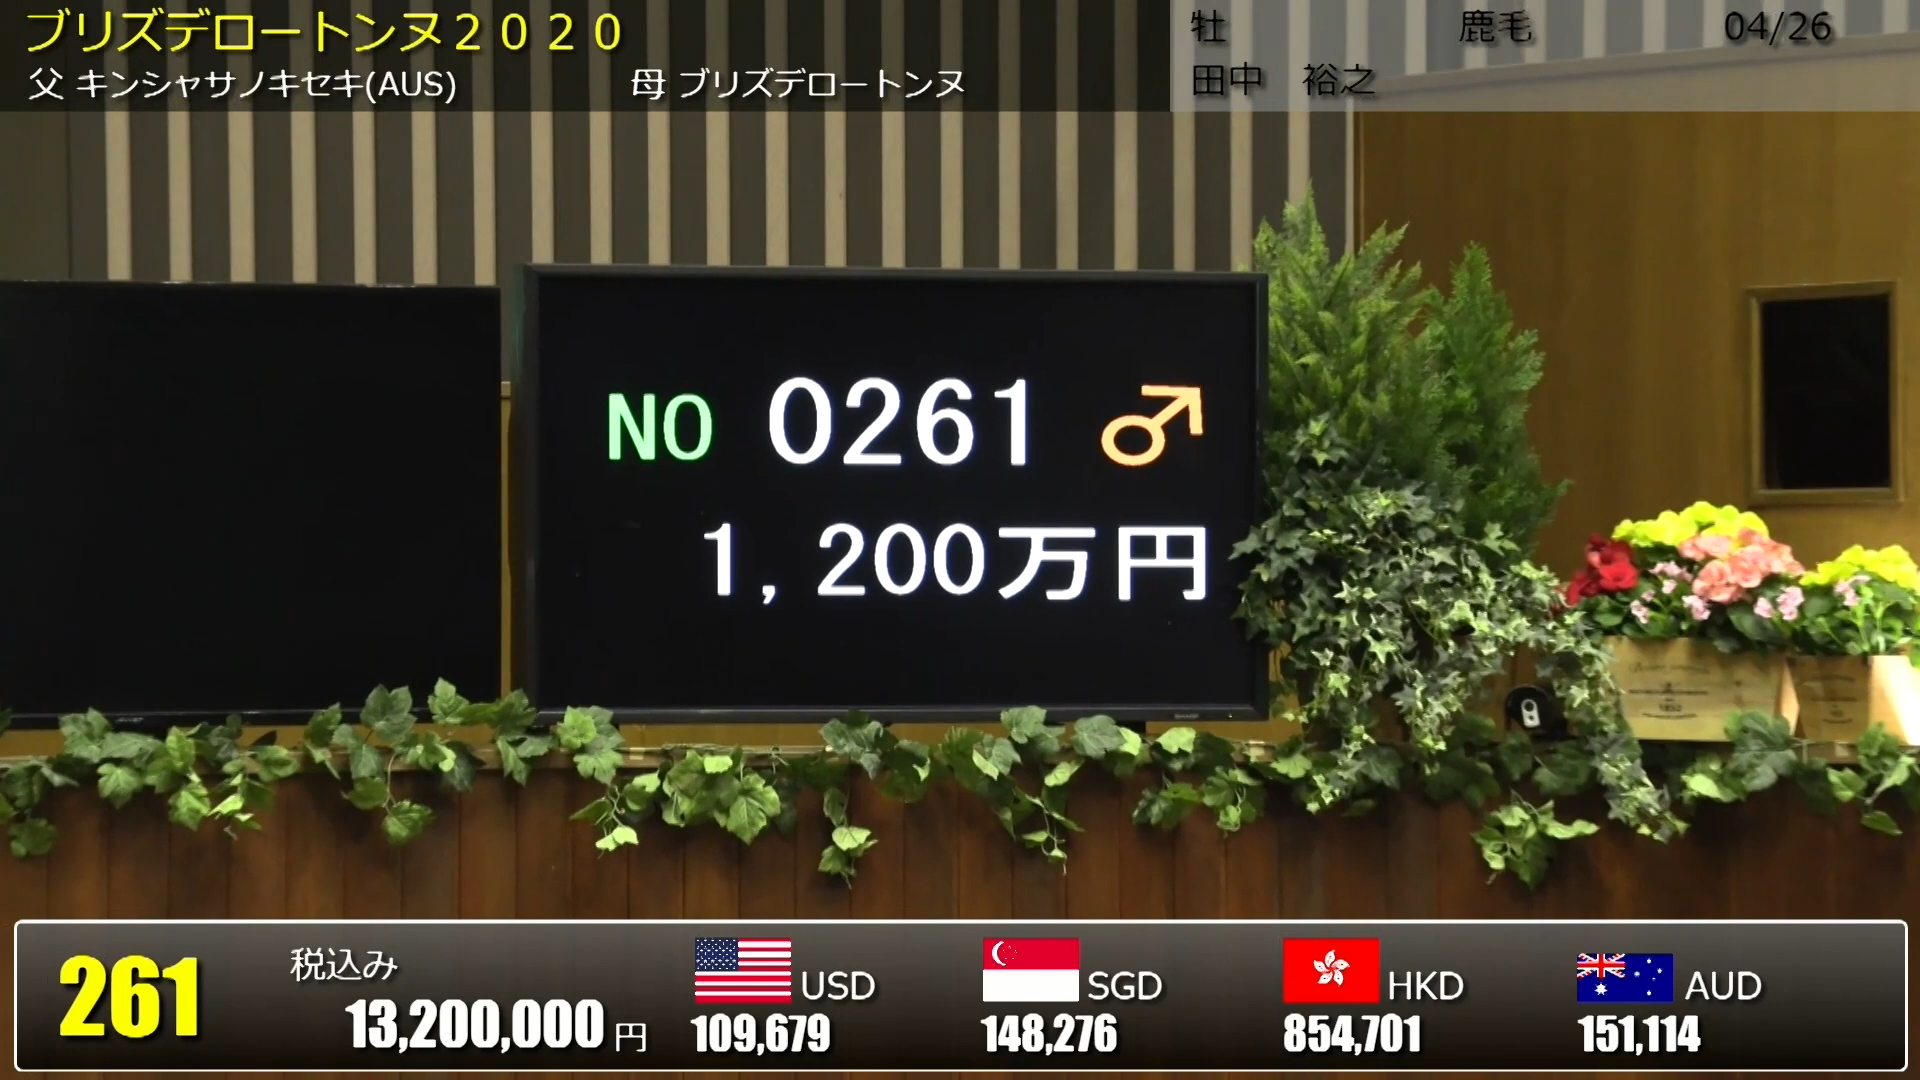 ブリズデロートンヌ２０２０
父 キンシャサノキセキ(AUS) 母 ブリズデロートンヌ
牡 鹿毛 04/26
田中 裕之
NO 0261 ♂
1,200万円
261
税込み
13,200,000 円
USD
109,679
SGD
148,276
HKD
854,701
AUD
151,114